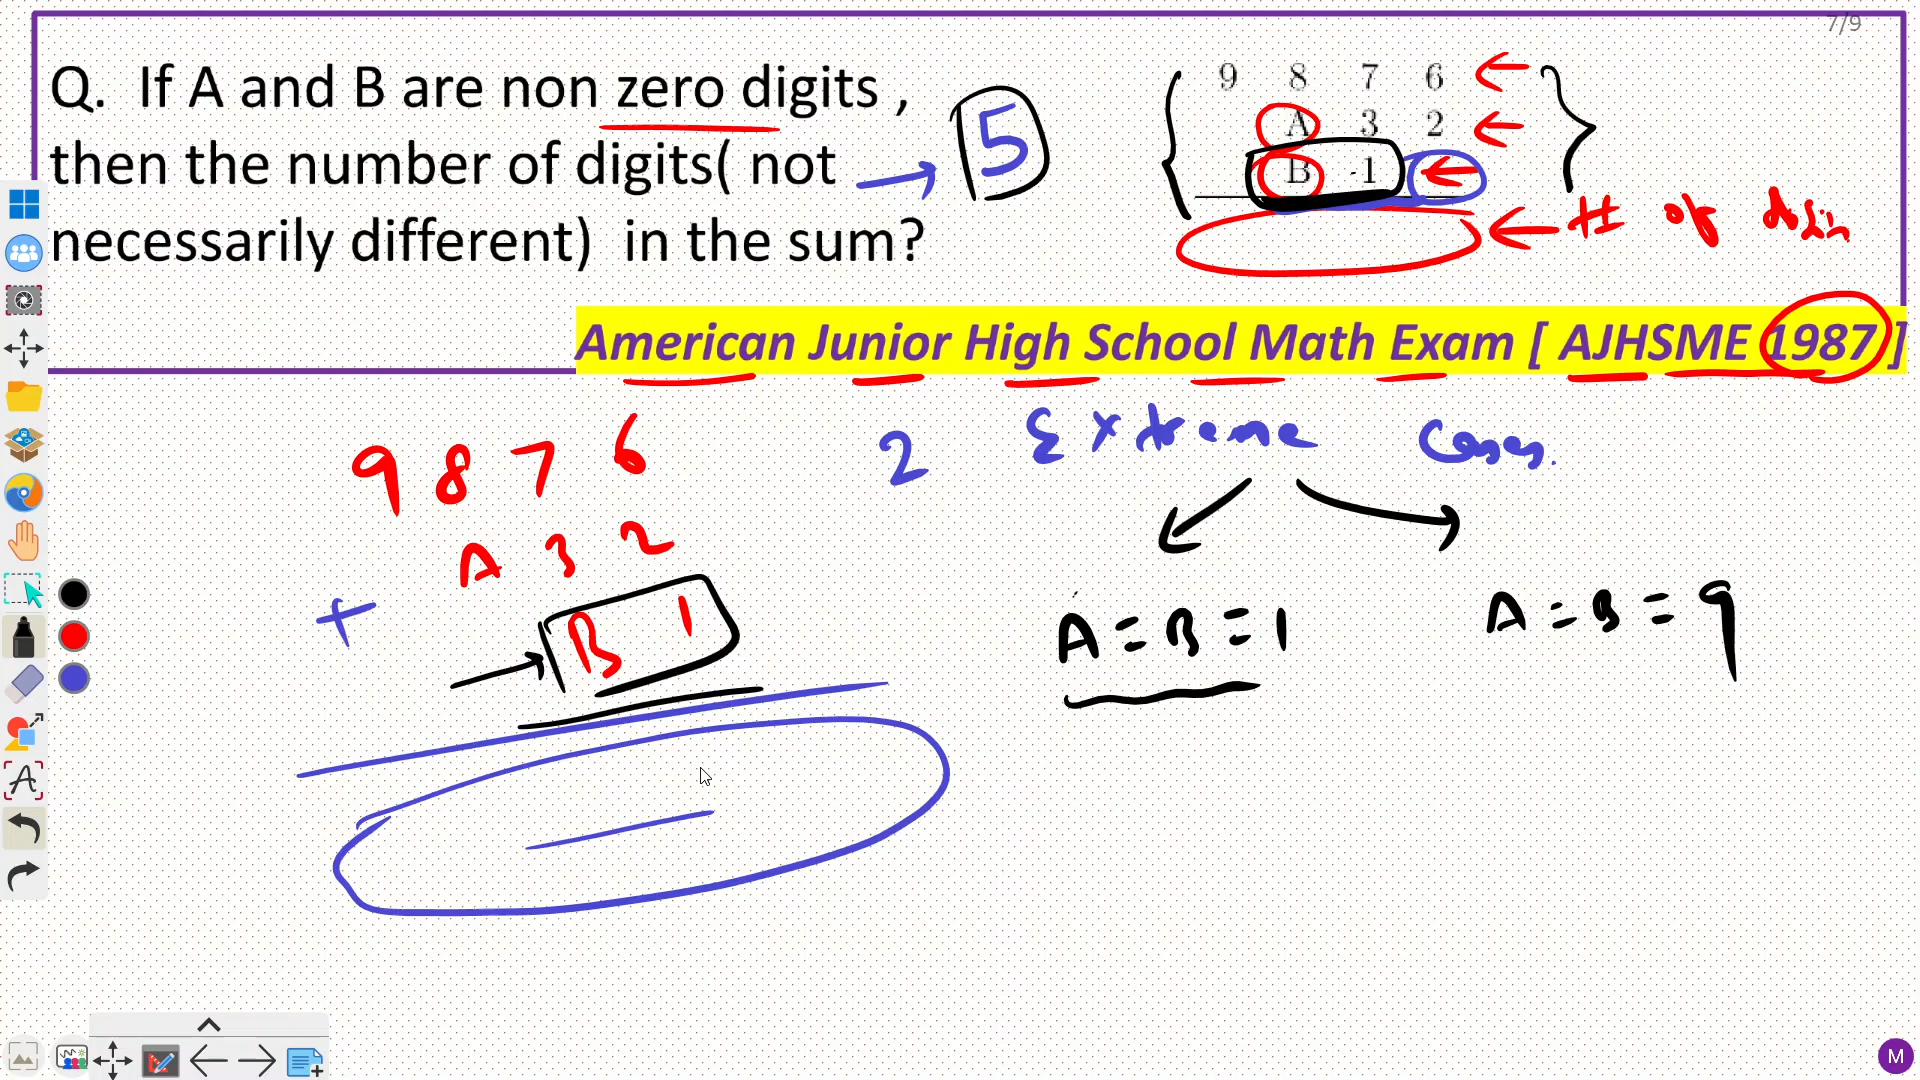 7/9
Q. If A and B are non zero digits ,
then the number of digits( not
necessarily different) in the sum?
5
9 8 7 6
A 3 2
B 1
# of
American Junior High School Math Exam [ AJHSME 1987 ]
9 8 7 6
A 3 2
+ B 1
2 Extreme Cases.
A = B = 1
A = B = 9
M